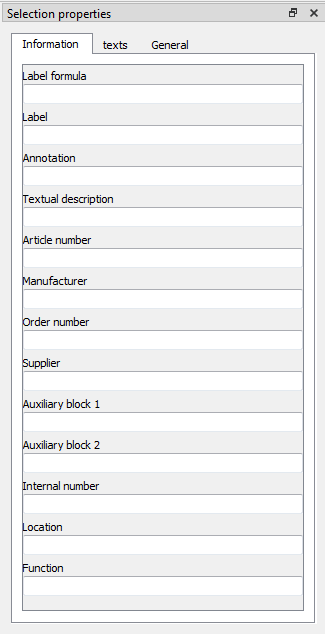 Selection properties
Information texts General
Label formula
Label
Annotation
Textual description
Article number
Manufacturer
Order number
Supplier
Auxiliary block 1
Auxiliary block 2
Internal number
Location
Function